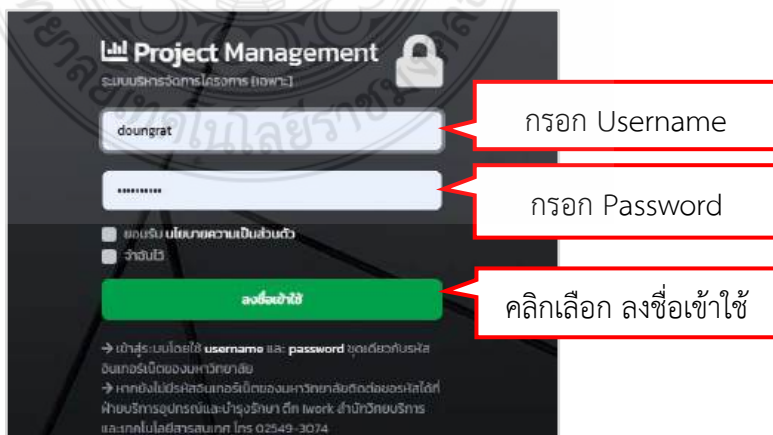 Project Management
ระบบบริหารจัดการโครงการ [เฉพาะ]
doungrat
กรอก Username
กรอก Password
ยอมรับ นโยบายความเป็นส่วนตัว
จำฉันไว้
ลงชื่อเข้าใช้
คลิกเลือก ลงชื่อเข้าใช้
→ เข้าสู่ระบบโดยใช้ username และ password ชุดเดียวกับรหัส
อินเทอร์เน็ตของมหาวิทยาลัย
→ หากยังไม่มีรหัสอินเทอร์เน็ตของมหาวิทยาลัยติดต่อขอรหัสได้ที่
ฝ่ายบริการอุปกรณ์และบำรุงรักษา ตึก Iwork สำนักวิทยบริการ
และเทคโนโลยีสารสนเทศ โทร 02549-3074